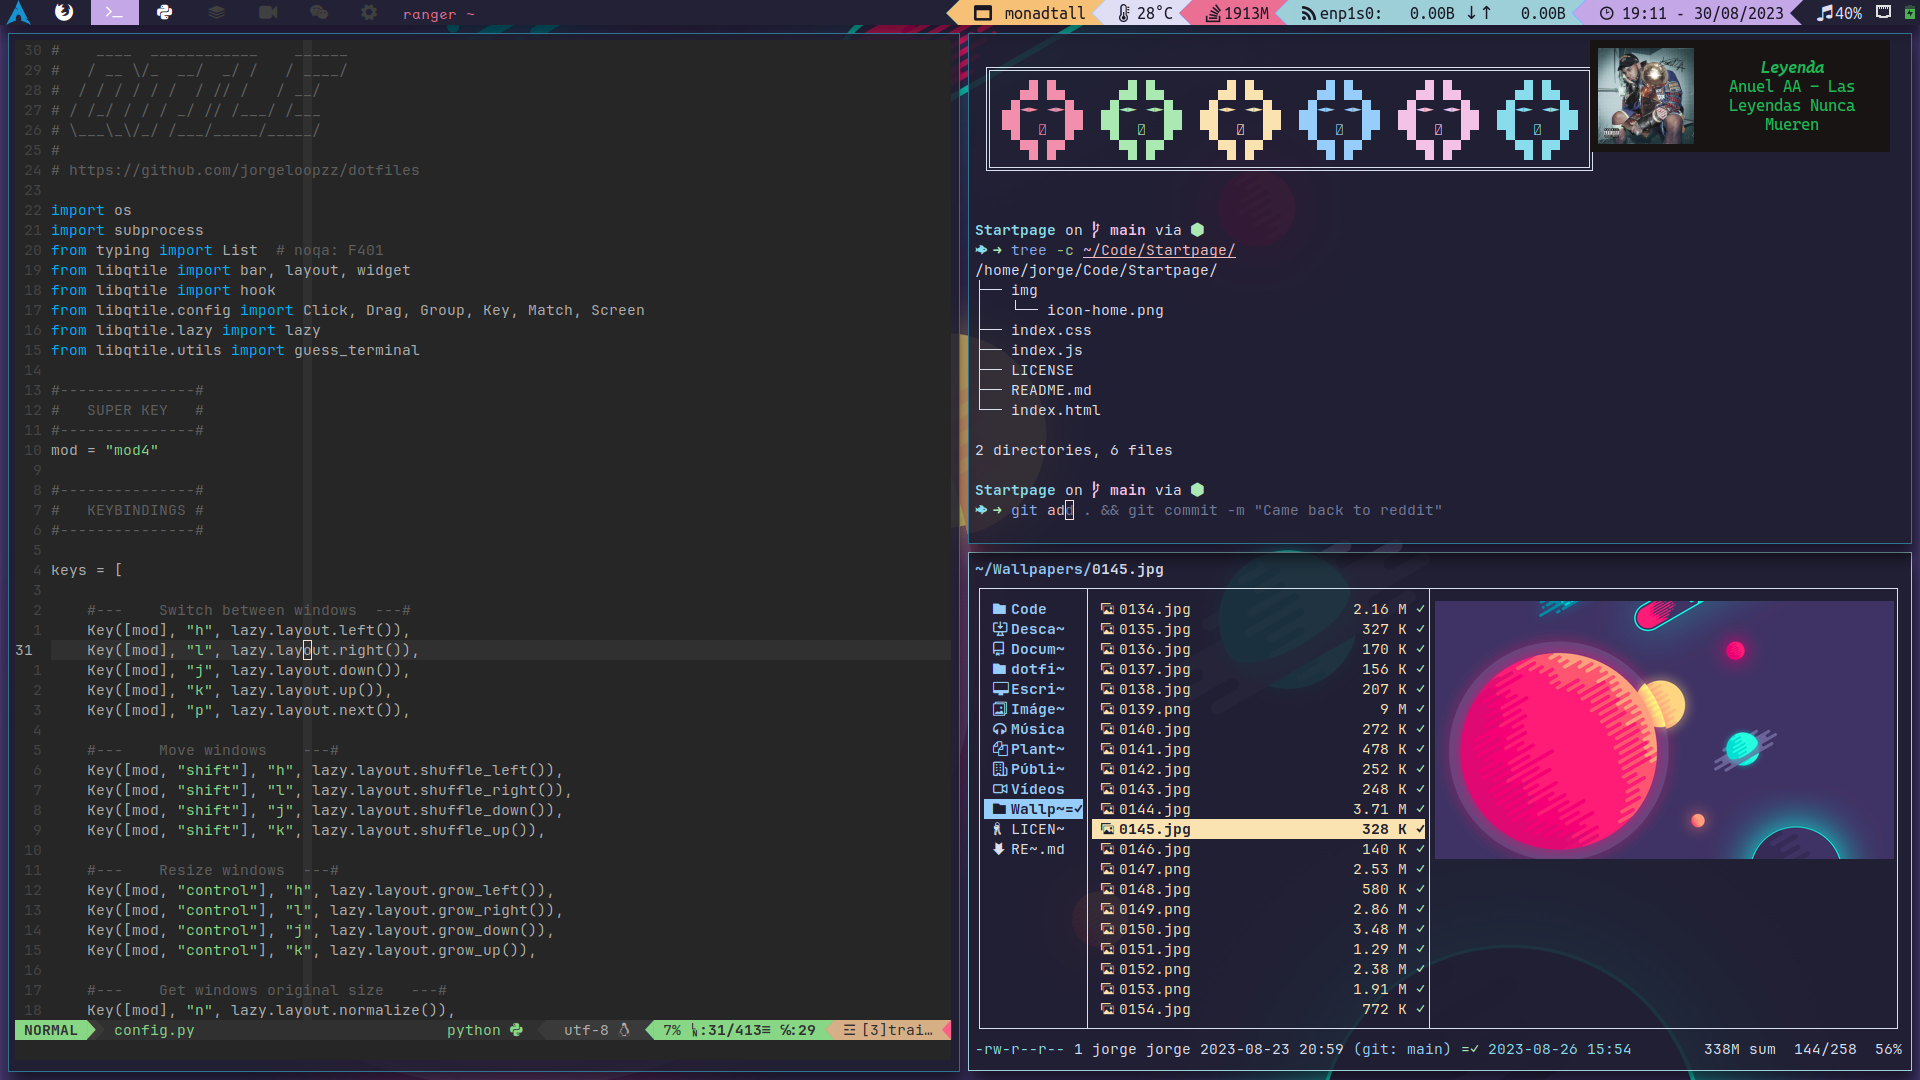 ranger ~
monadtall
28°C
1913M
enp1s0: 0.00B ↓↑ 0.00B
19:11 - 30/08/2023
40%
30 #    ____  ____________    ______
29 #   / __ \/_  __/  _/ /   / ____/
28 #  / / / / / /  / // /   / __/
27 # / /_/ / / / _/ // /___/ /___
26 # \___\_\/_/ /___/_____/_____/
25 #
24 # https://github.com/jorgeloopzz/dotfiles
23
22 import os
21 import subprocess
20 from typing import List  # noqa: F401
19 from libqtile import bar, layout, widget
18 from libqtile import hook
17 from libqtile.config import Click, Drag, Group, Key, Match, Screen
16 from libqtile.lazy import lazy
15 from libqtile.utils import guess_terminal
14
13 #---------------#
12 #   SUPER KEY   #
11 #---------------#
10 mod = "mod4"
9
8 #---------------#
7 #   KEYBINDINGS #
6 #---------------#
5
4 keys = [
3
2     #---    Switch between windows  ---#
1     Key([mod], "h", lazy.layout.left()),
31     Key([mod], "l", lazy.layout.right()),
1     Key([mod], "j", lazy.layout.down()),
2     Key([mod], "k", lazy.layout.up()),
3     Key([mod], "p", lazy.layout.next()),
4
5     #---    Move windows    ---#
6     Key([mod, "shift"], "h", lazy.layout.shuffle_left()),
7     Key([mod, "shift"], "l", lazy.layout.shuffle_right()),
8     Key([mod, "shift"], "j", lazy.layout.shuffle_down()),
9     Key([mod, "shift"], "k", lazy.layout.shuffle_up()),
10
11     #---    Resize windows  ---#
12     Key([mod, "control"], "h", lazy.layout.grow_left()),
13     Key([mod, "control"], "l", lazy.layout.grow_right()),
14     Key([mod, "control"], "j", lazy.layout.grow_down()),
15     Key([mod, "control"], "k", lazy.layout.grow_up()),
16
17     #---    Get windows original size   ---#
18     Key([mod], "n", lazy.layout.normalize()),
NORMAL config.py python utf-8 7% :31/413≡ ℅:29 [3]trai…
Leyenda
Anuel AA – Las
Leyendas Nunca
Mueren
Startpage on main via
➜ tree -c ~/Code/Startpage/
/home/jorge/Code/Startpage/
├── img
│   └── icon-home.png
├── index.css
├── index.js
├── LICENSE
├── README.md
└── index.html
2 directories, 6 files
Startpage on main via
➜ git add . && git commit -m "Came back to reddit"
~/Wallpapers/0145.jpg
Code
Desca~
Docum~
dotfi~
Escri~
Imáge~
Música
Plant~
Públi~
Vídeos
Wallp~=✓
LICEN~
RE~.md
0134.jpg 2.16 M ✓
0135.jpg 327 K ✓
0136.jpg 170 K ✓
0137.jpg 156 K ✓
0138.jpg 207 K ✓
0139.png 9 M ✓
0140.jpg 272 K ✓
0141.jpg 478 K ✓
0142.jpg 252 K ✓
0143.jpg 248 K ✓
0144.jpg 3.71 M ✓
0145.jpg 328 K ✓
0146.jpg 140 K ✓
0147.png 2.53 M ✓
0148.jpg 580 K ✓
0149.png 2.86 M ✓
0150.jpg 3.48 M ✓
0151.jpg 1.29 M ✓
0152.png 2.38 M ✓
0153.png 1.91 M ✓
0154.jpg 772 K ✓
-rw-r--r-- 1 jorge jorge 2023-08-23 20:59 (git: main) =✓ 2023-08-26 15:54 338M sum 144/258 56%